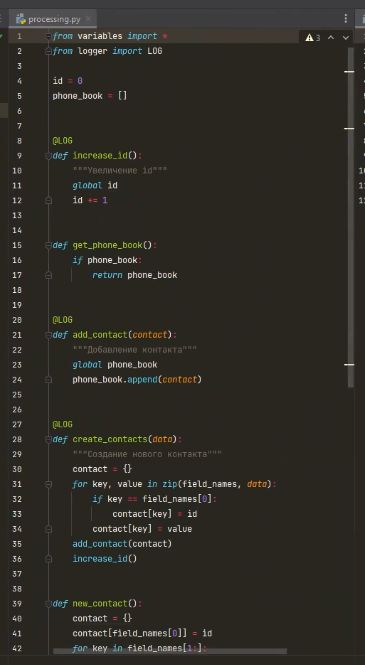 processing.py
3
1 from variables import *
2 from logger import LOG
3
4 id = 0
5 phone_book = []
6
7
8 @LOG
9 def increase_id():
10 """Увеличение id"""
11 global id
12 id += 1
13
14
15 def get_phone_book():
16 if phone_book:
17 return phone_book
18
19
20 @LOG
21 def add_contact(contact):
22 """Добавление контакта"""
23 global phone_book
24 phone_book.append(contact)
25
26
27 @LOG
28 def create_contacts(data):
29 """Создание нового контакта"""
30 contact = {}
31 for key, value in zip(field_names, data):
32 if key == field_names[0]:
33 contact[key] = id
34 contact[key] = value
35 add_contact(contact)
36 increase_id()
37
38
39 def new_contact():
40 contact = {}
41 contact[field_names[0]] = id
42 for key in field_names[1:]: